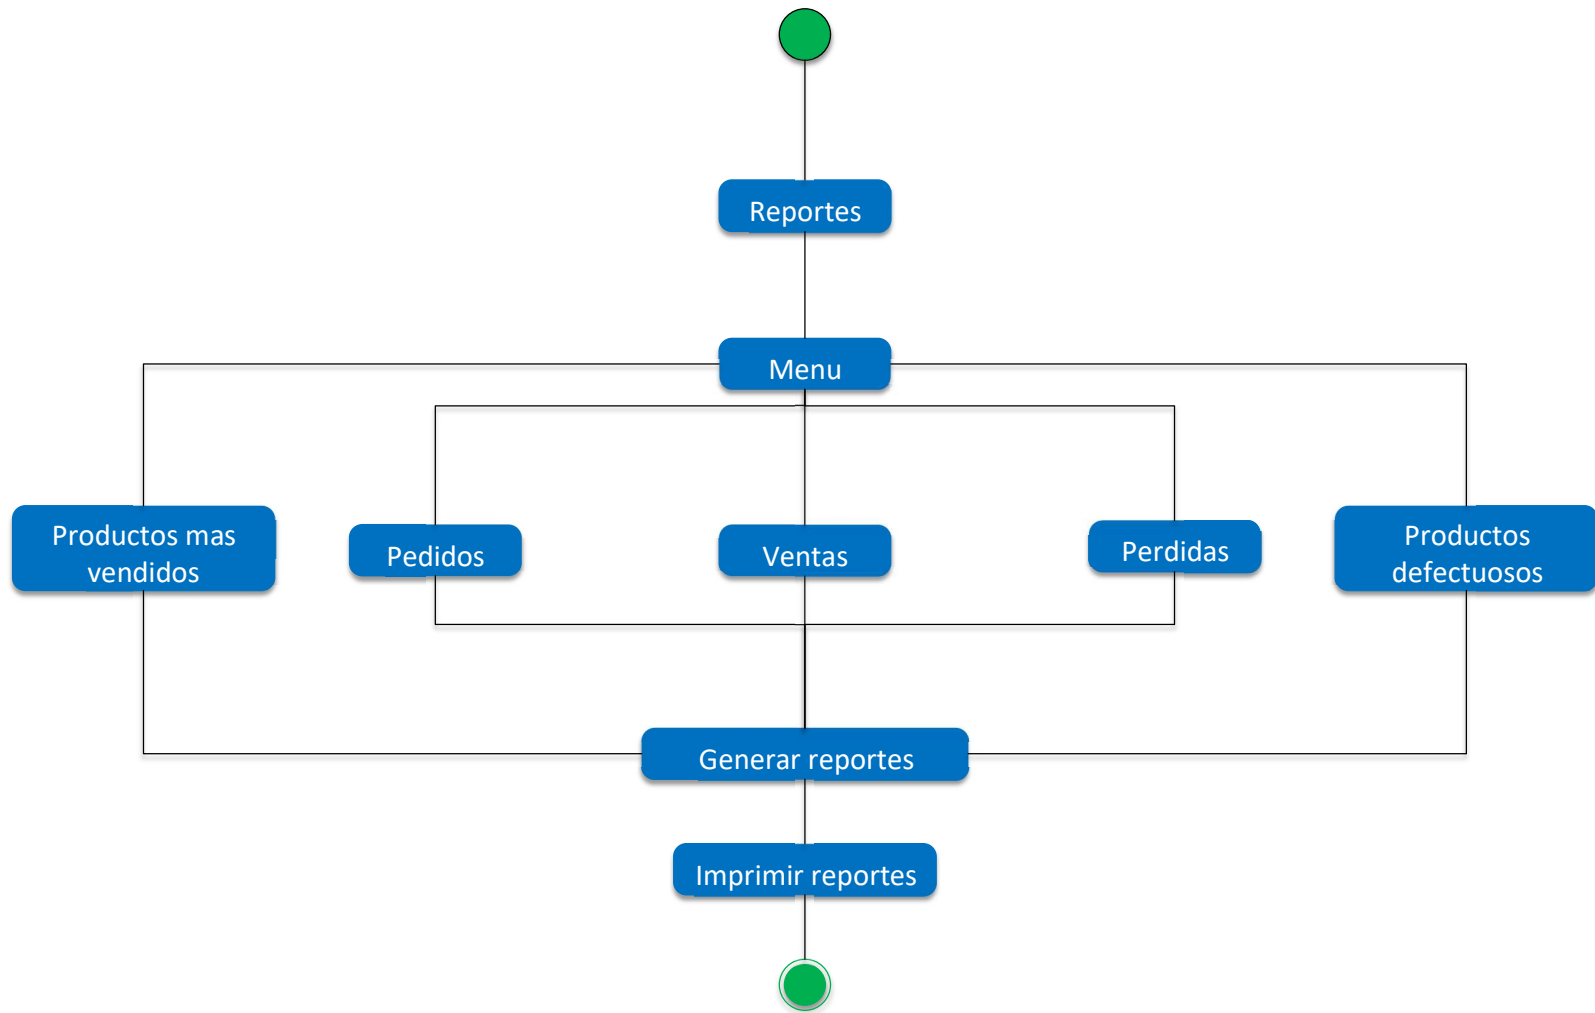 Reportes
Menu
Productos mas
vendidos
Pedidos
Ventas
Perdidas
Productos
defectuosos
Generar reportes
Imprimir reportes